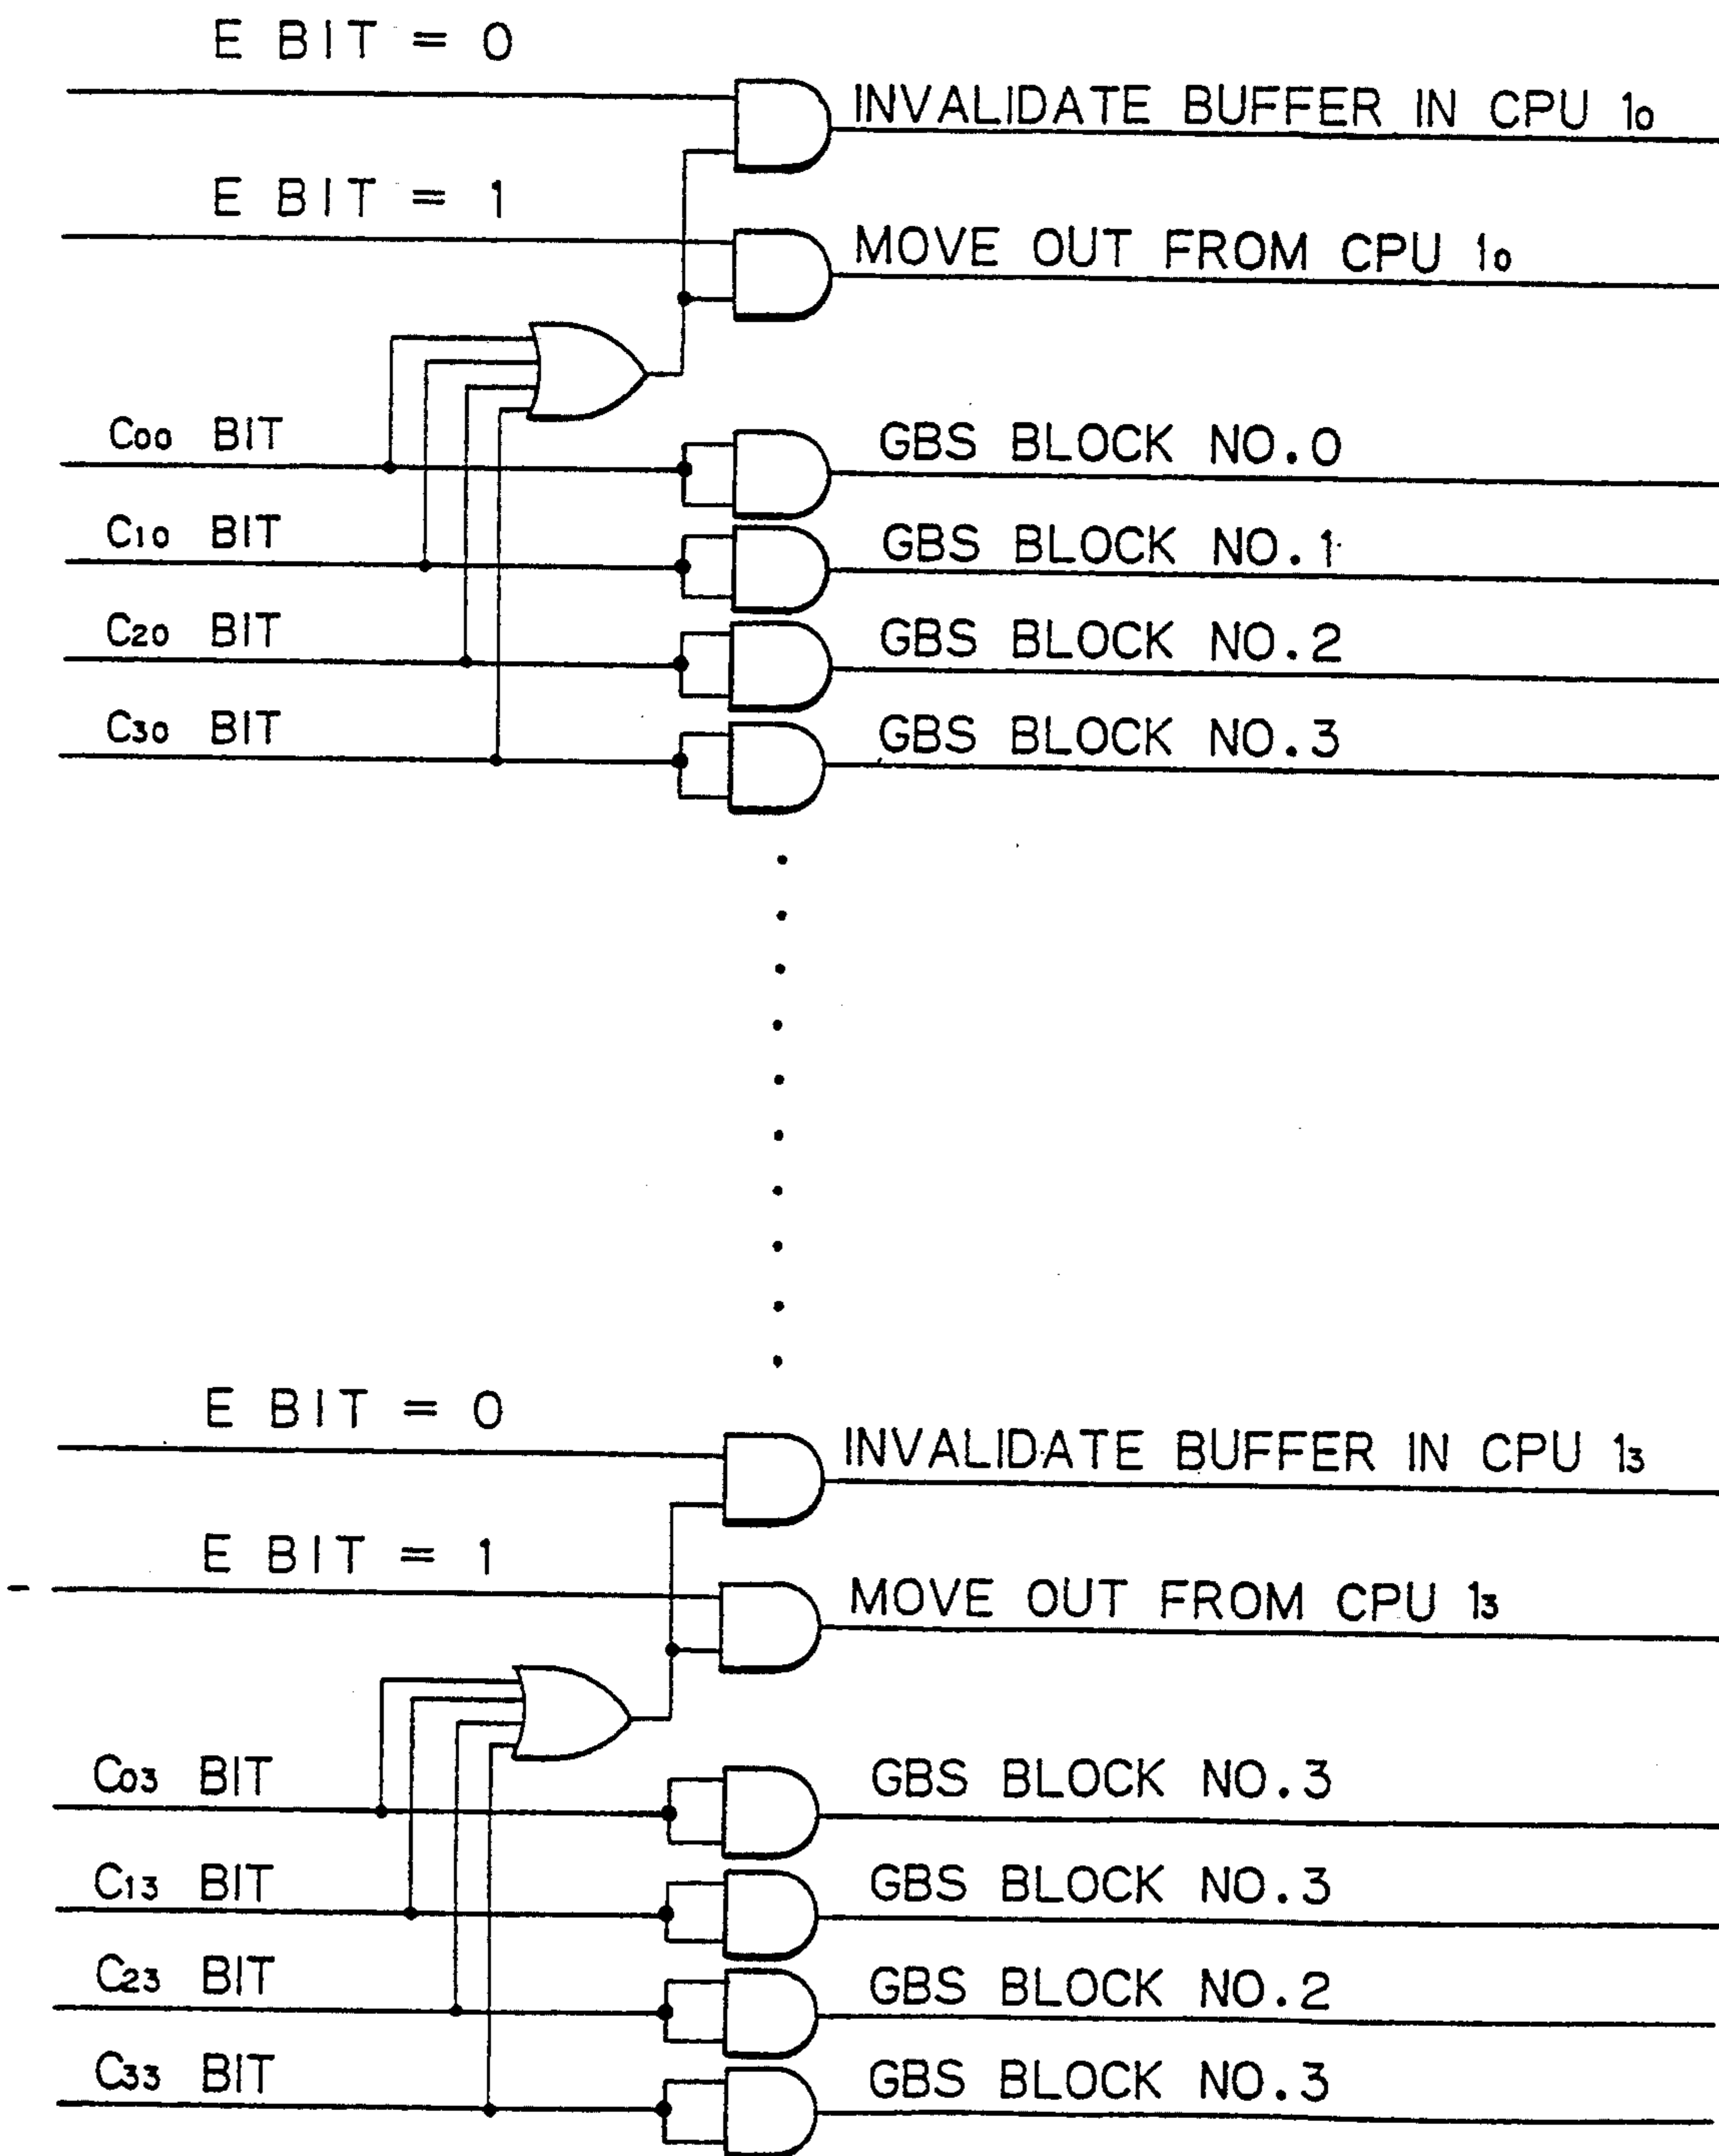 E BIT = 0
INVALIDATE BUFFER IN CPU 1₀
E BIT = 1
MOVE OUT FROM CPU 1₀
C₀₀ BIT
GBS BLOCK NO.0
C₁₀ BIT
GBS BLOCK NO.1
C₂₀ BIT
GBS BLOCK NO.2
C₃₀ BIT
GBS BLOCK NO.3
E BIT = 0
INVALIDATE BUFFER IN CPU 1₃
E BIT = 1
MOVE OUT FROM CPU 1₃
C₀₃ BIT
GBS BLOCK NO.3
C₁₃ BIT
GBS BLOCK NO.3
C₂₃ BIT
GBS BLOCK NO.2
C₃₃ BIT
GBS BLOCK NO.3